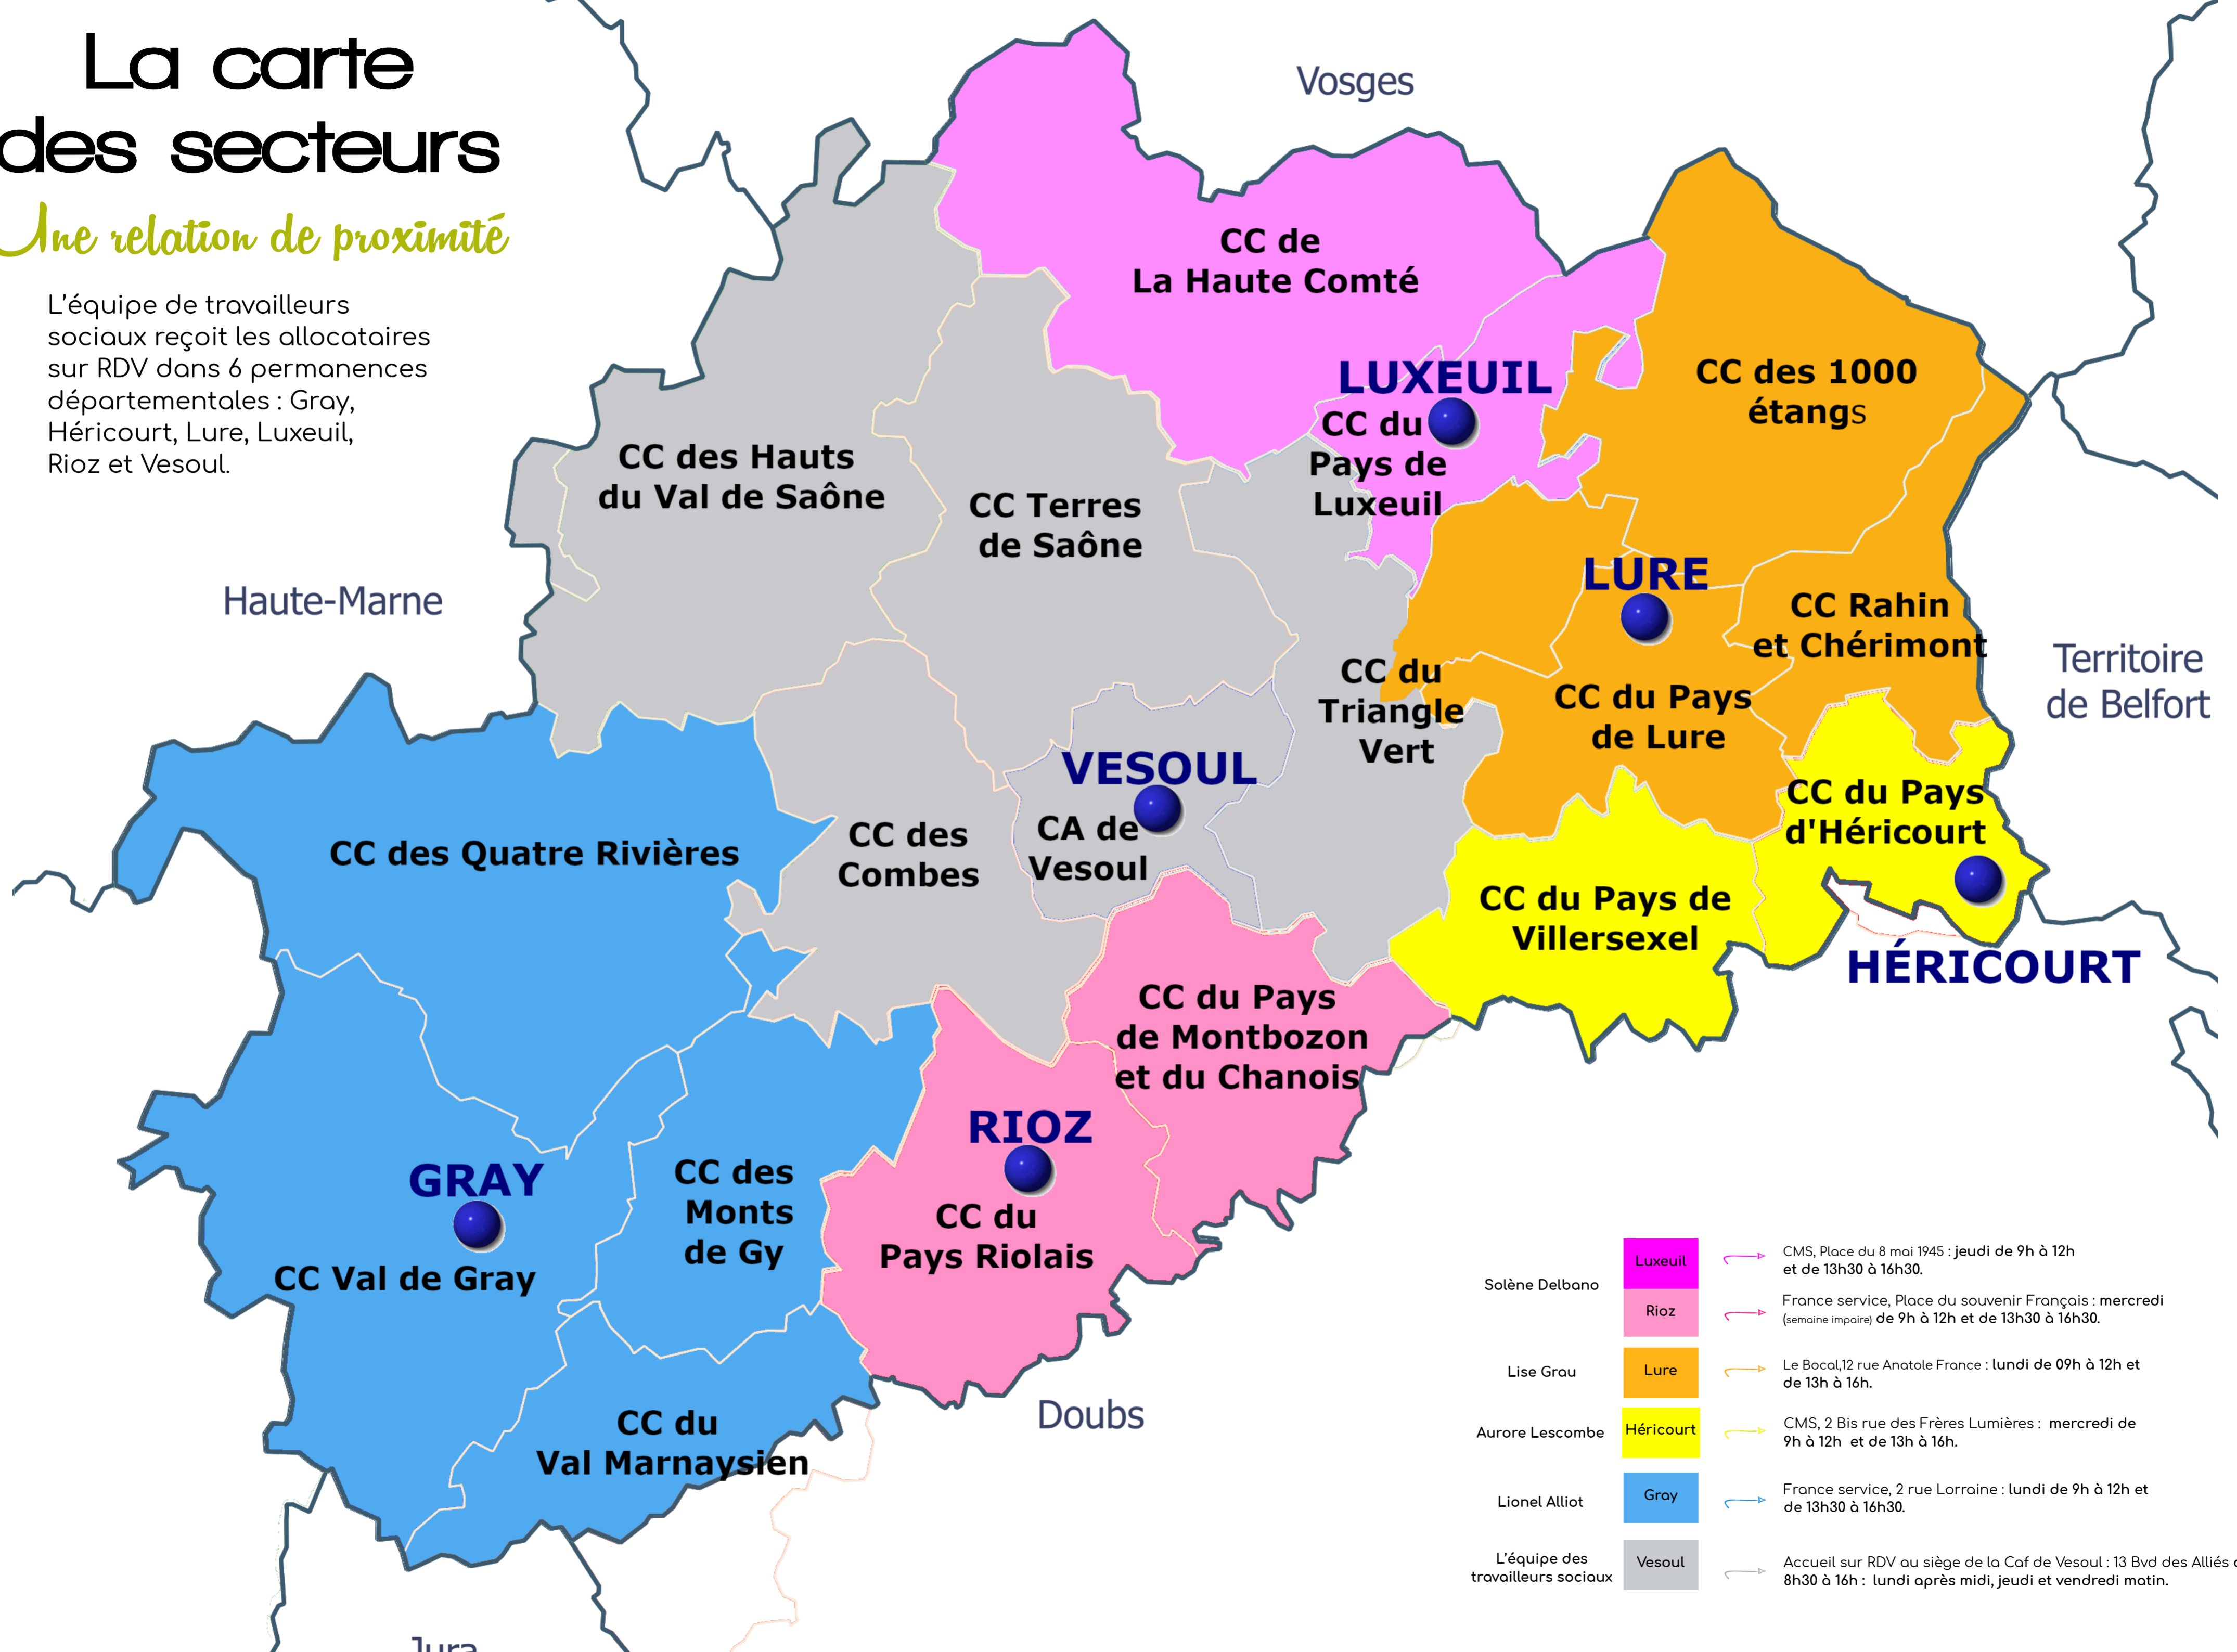 La carte
des secteurs
Une relation de proximité
L'équipe de travailleurs
sociaux reçoit les allocataires
sur RDV dans 6 permanences
départementales : Gray,
Héricourt, Lure, Luxeuil,
Rioz et Vesoul.
Vosges
CC de
La Haute Comté
LUXEUIL
CC du
Pays de
Luxeuil
CC des 1000
étangs
CC des Hauts
du Val de Saône
CC Terres
de Saône
Haute-Marne
LURE
CC Rahin
et Chérimont
Territoire
de Belfort
CC du
Triangle
Vert
CC du Pays
de Lure
VESOUL
CA de
Vesoul
CC du Pays
d'Héricourt
HÉRICOURT
CC des Quatre Rivières
CC des
Combes
CC du Pays de
Villersexel
CC du Pays
de Montbozon
et du Chanois
RIOZ
CC du
Pays Riolais
GRAY
CC Val de Gray
CC des
Monts
de Gy
CC du
Val Marnaysien
Doubs
Jura
Solène Delbano
Luxeuil
CMS, Place du 8 mai 1945 : jeudi de 9h à 12h
et de 13h30 à 16h30.
Rioz
France service, Place du souvenir Français : mercredi
(semaine impaire) de 9h à 12h et de 13h30 à 16h30.
Lise Grau
Lure
Le Bocal,12 rue Anatole France : lundi de 09h à 12h et
de 13h à 16h.
Aurore Lescombe
Héricourt
CMS, 2 Bis rue des Frères Lumières : mercredi de
9h à 12h et de 13h à 16h.
Lionel Alliot
Gray
France service, 2 rue Lorraine : lundi de 9h à 12h et
de 13h30 à 16h30.
L'équipe des
travailleurs sociaux
Vesoul
Accueil sur RDV au siège de la Caf de Vesoul : 13 Bvd des Alliés
8h30 à 16h : lundi après midi, jeudi et vendredi matin.